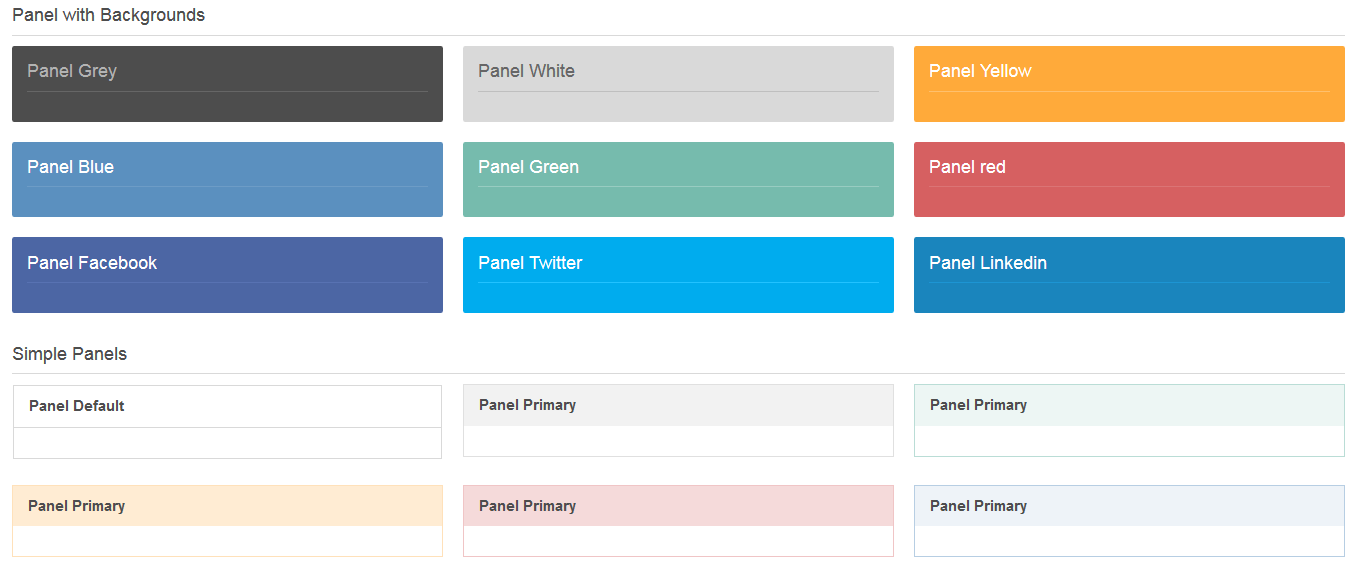 Panel with Backgrounds
Panel Grey
Panel White
Panel Yellow
Panel Blue
Panel Green
Panel red
Panel Facebook
Panel Twitter
Panel Linkedin
Simple Panels
Panel Default
Panel Primary
Panel Primary
Panel Primary
Panel Primary
Panel Primary